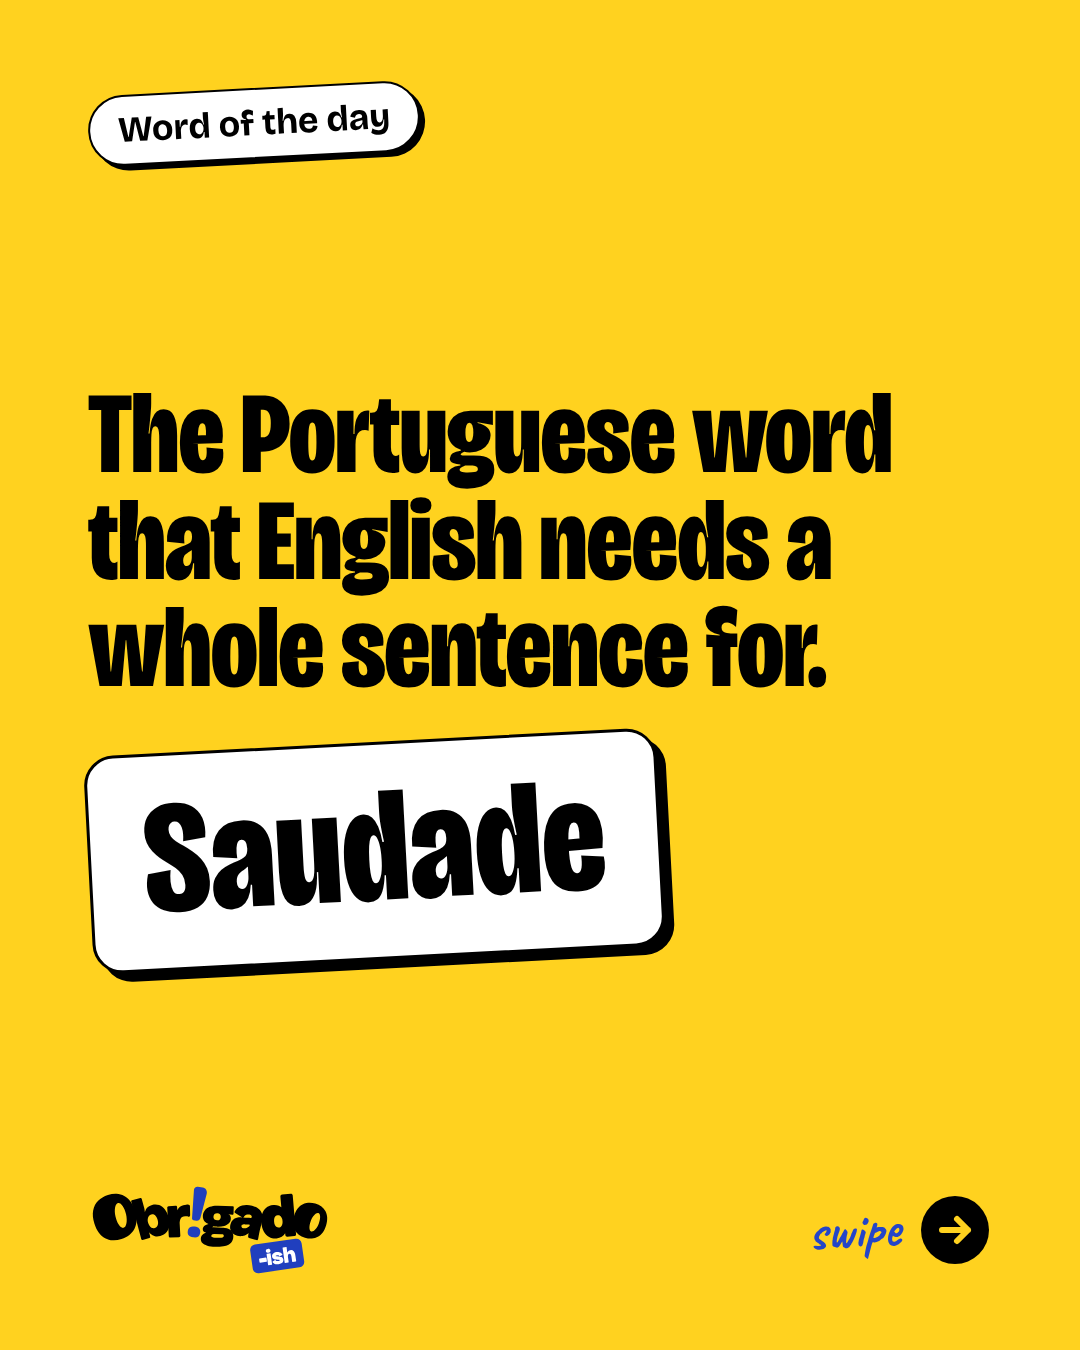 Word of the day
The Portuguese word
that English needs a
whole sentence for.
Saudade
Obr!gado
-ish
swipe